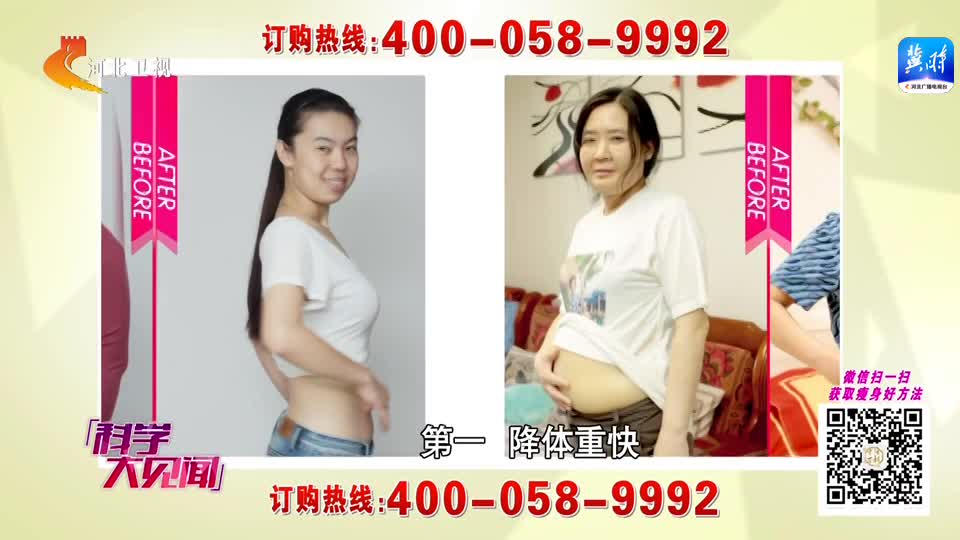 订购热线:400-058-9992
河北卫视
冀时
河北广播电视台
AFTER
BEFORE
AFTER
BEFORE
微信扫一扫
获取瘦身好方法
「科学
大见闻」
第一 降体重快
订购热线:400-058-9992